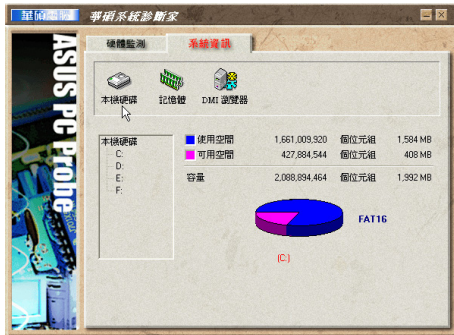 華碩電腦 華碩系統診斷家
硬體監測 系統資訊
ASUS PC Probe
本機硬碟 記憶體 DMI 瀏覽器
本機硬碟
C:
D:
E:
F:
使用空間 1,661,009,920 個位元組 1,584 MB
可用空間 427,884,544 個位元組 408 MB
容量 2,088,894,464 個位元組 1,992 MB
FAT16
(C:)